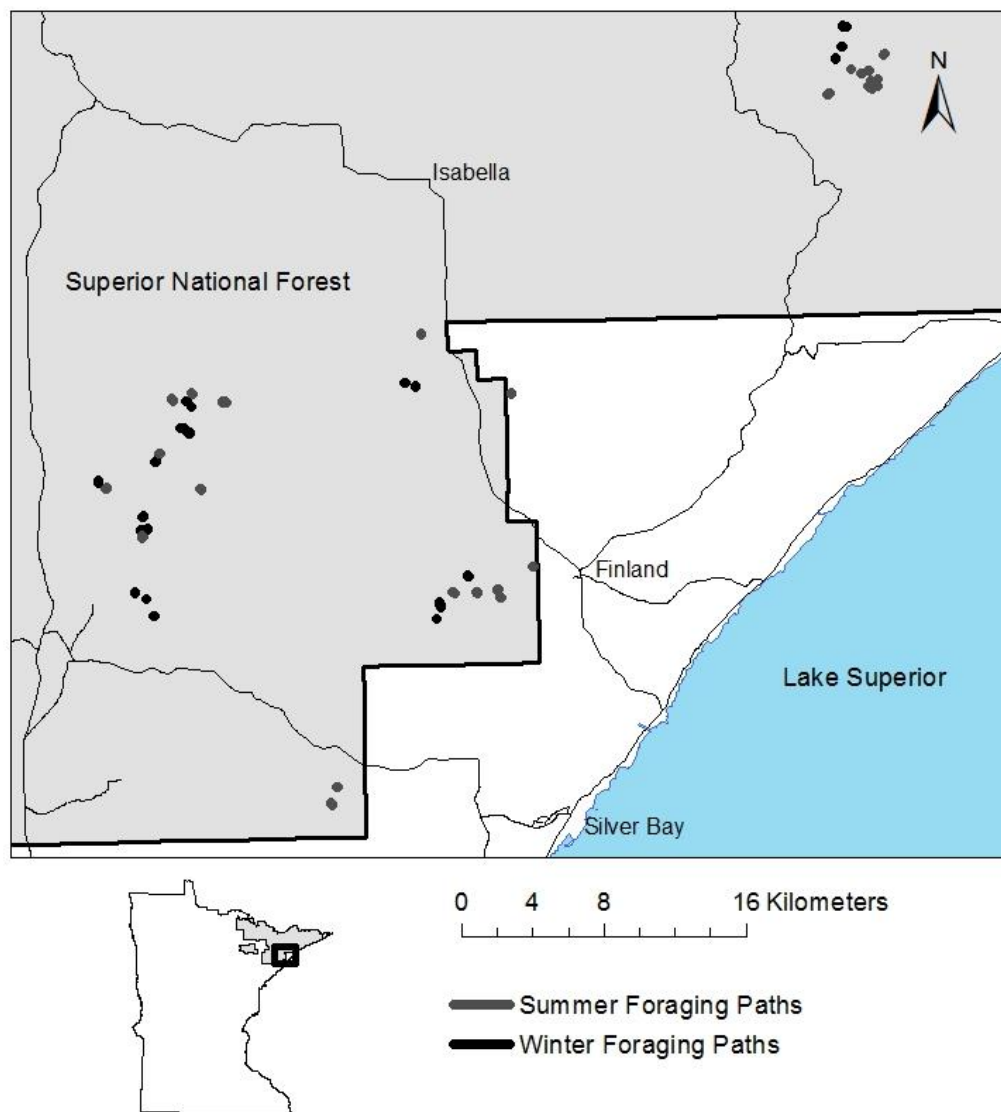 N
Isabella
Superior National Forest
Finland
Lake Superior
Silver Bay
0 4 8 16 Kilometers
Summer Foraging Paths
Winter Foraging Paths